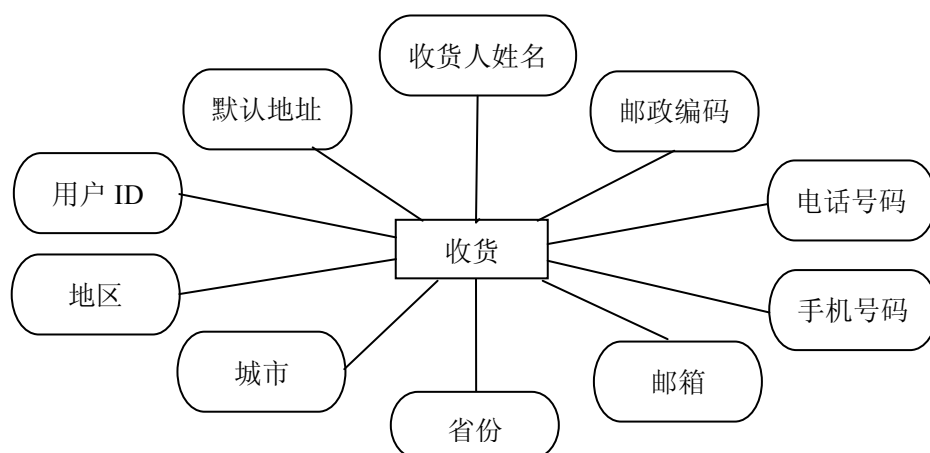 收货人姓名
默认地址
邮政编码
用户 ID
电话号码
收货
地区
手机号码
城市
邮箱
省份